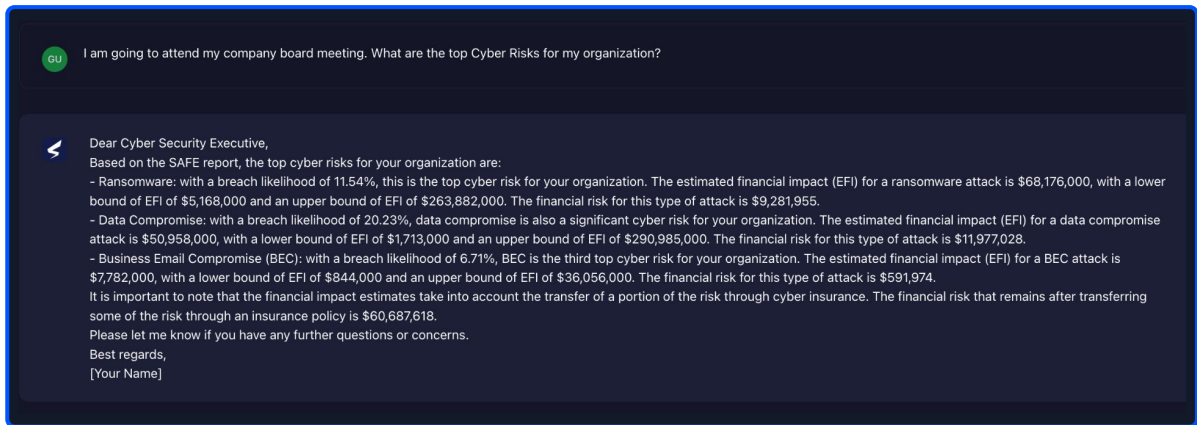 GU
I am going to attend my company board meeting. What are the top Cyber Risks for my organization?
Dear Cyber Security Executive,
Based on the SAFE report, the top cyber risks for your organization are:
- Ransomware: with a breach likelihood of 11.54%, this is the top cyber risk for your organization. The estimated financial impact (EFI) for a ransomware attack is $68,176,000, with a lower
bound of EFI of $5,168,000 and an upper bound of EFI of $263,882,000. The financial risk for this type of attack is $9,281,955.
- Data Compromise: with a breach likelihood of 20.23%, data compromise is also a significant cyber risk for your organization. The estimated financial impact (EFI) for a data compromise
attack is $50,958,000, with a lower bound of EFI of $1,713,000 and an upper bound of EFI of $290,985,000. The financial risk for this type of attack is $11,977,028.
- Business Email Compromise (BEC): with a breach likelihood of 6.71%, BEC is the third top cyber risk for your organization. The estimated financial impact (EFI) for a BEC attack is
$7,782,000, with a lower bound of EFI of $844,000 and an upper bound of EFI of $36,056,000. The financial risk for this type of attack is $591,974.
It is important to note that the financial impact estimates take into account the transfer of a portion of the risk through cyber insurance. The financial risk that remains after transferring
some of the risk through an insurance policy is $60,687,618.
Please let me know if you have any further questions or concerns.
Best regards,
[Your Name]